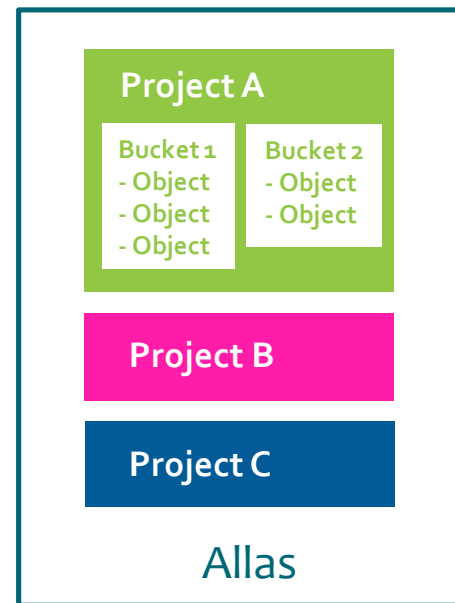 Project A
Bucket 1
- Object
- Object
- Object
Bucket 2
- Object
- Object
Project B
Project C
Allas